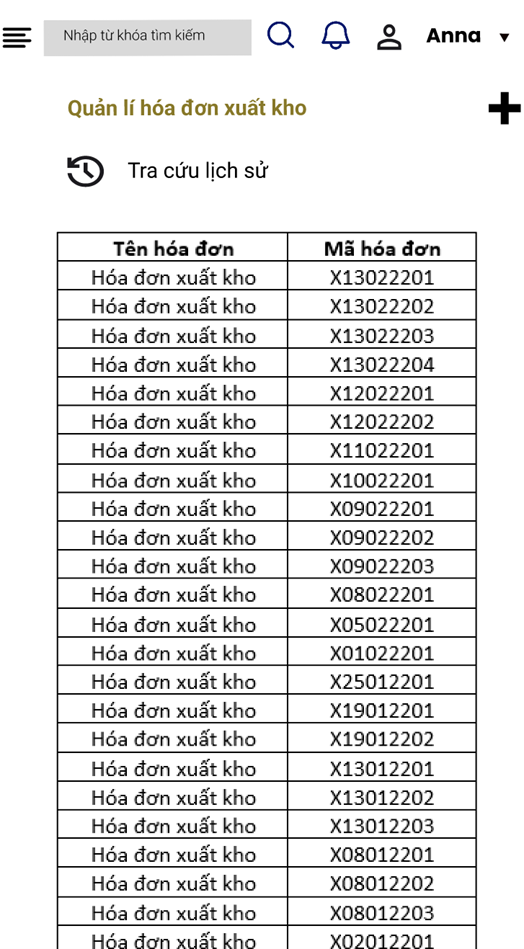 Nhập từ khóa tìm kiếm Anna
Quản lí hóa đơn xuất kho
Tra cứu lịch sử
Tên hóa đơn Mã hóa đơn
Hóa đơn xuất kho X13022201
Hóa đơn xuất kho X13022202
Hóa đơn xuất kho X13022203
Hóa đơn xuất kho X13022204
Hóa đơn xuất kho X12022201
Hóa đơn xuất kho X12022202
Hóa đơn xuất kho X11022201
Hóa đơn xuất kho X10022201
Hóa đơn xuất kho X09022201
Hóa đơn xuất kho X09022202
Hóa đơn xuất kho X09022203
Hóa đơn xuất kho X08022201
Hóa đơn xuất kho X05022201
Hóa đơn xuất kho X01022201
Hóa đơn xuất kho X25012201
Hóa đơn xuất kho X19012201
Hóa đơn xuất kho X19012202
Hóa đơn xuất kho X13012201
Hóa đơn xuất kho X13012202
Hóa đơn xuất kho X13012203
Hóa đơn xuất kho X08012201
Hóa đơn xuất kho X08012202
Hóa đơn xuất kho X08012203
Hóa đơn xuất kho X02012201